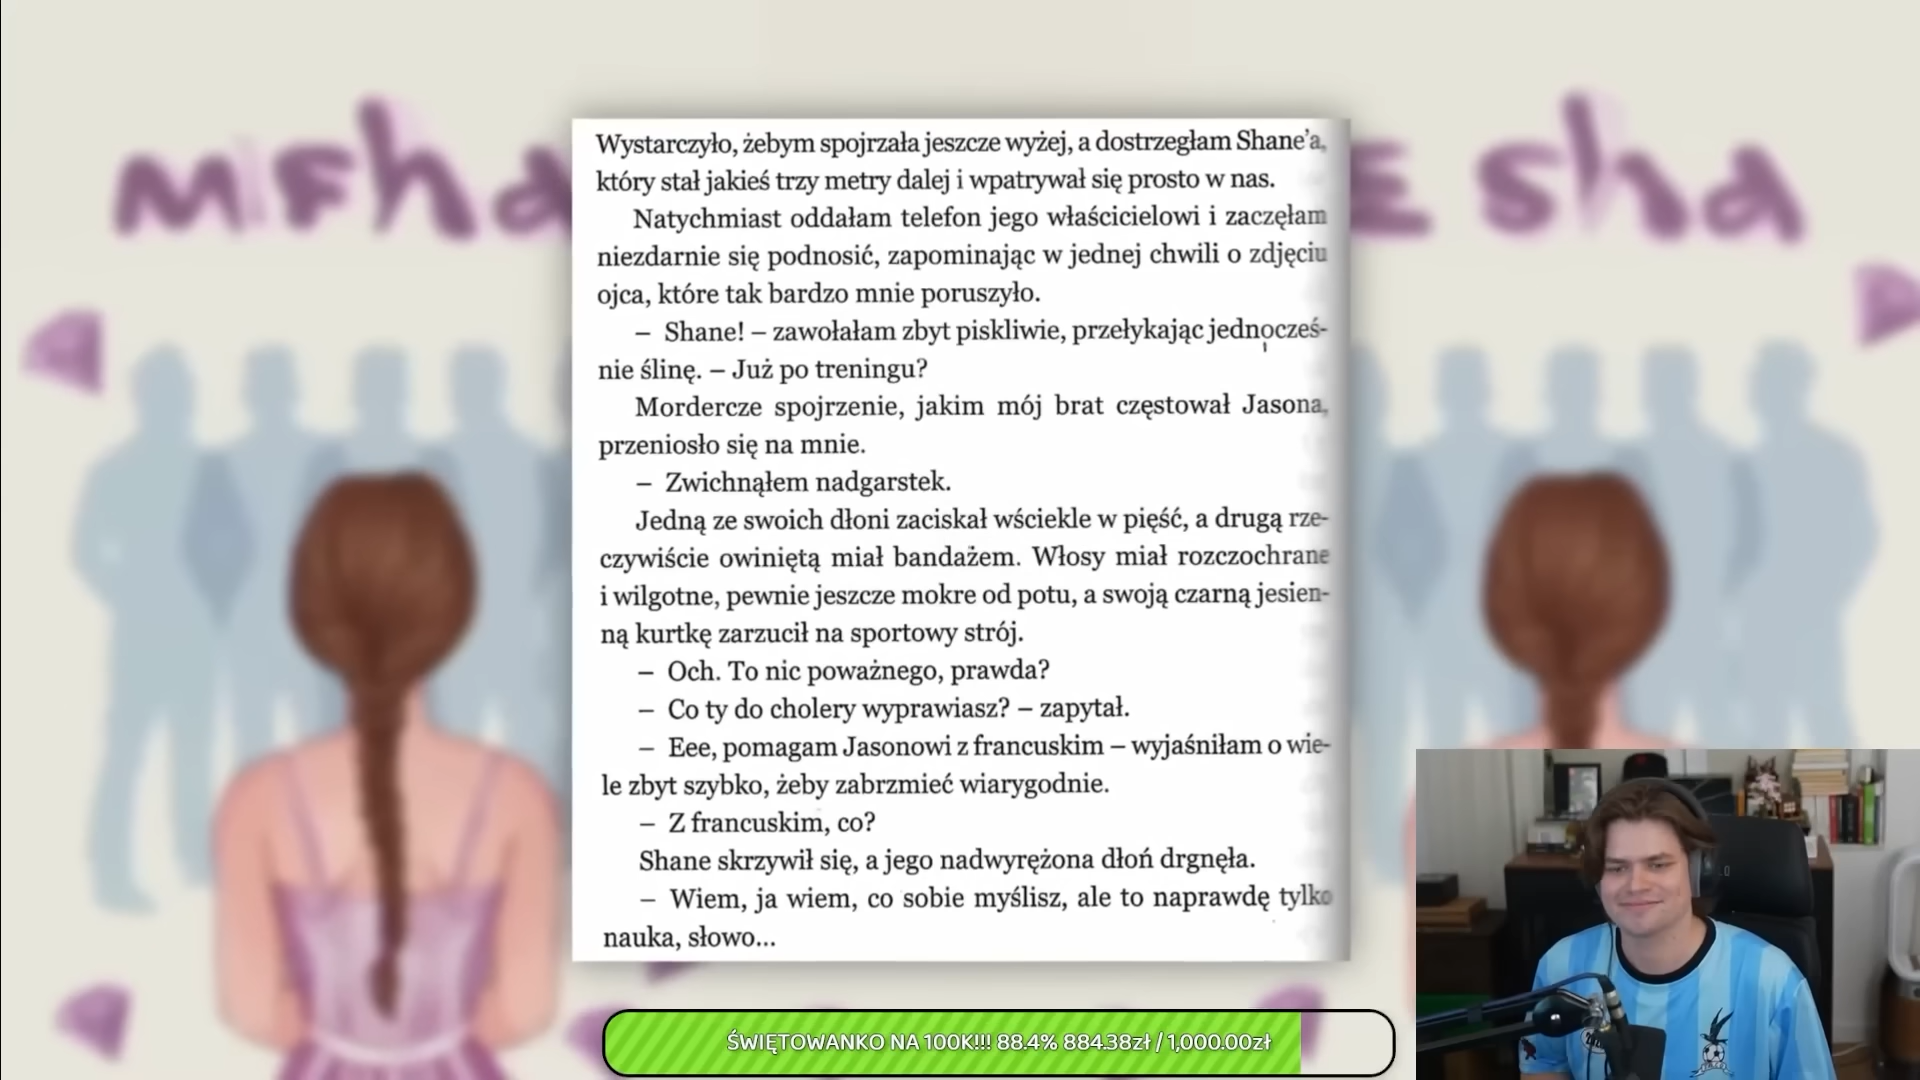 Wystarczyło, żebym spojrzała jeszcze wyżej, a dostrzegłam Shane'a,
który stał jakieś trzy metry dalej i wpatrywał się prosto w nas.
Natychmiast oddałam telefon jego właścicielowi i zaczęłam
niezdarnie się podnosić, zapominając w jednej chwili o zdjęciu
ojca, które tak bardzo mnie poruszyło.
– Shane! – zawołałam zbyt piskliwie, przełykając jednocześ-
nie ślinę. – Już po treningu?
Mordercze spojrzenie, jakim mój brat częstował Jasona,
przeniosło się na mnie.
– Zwichnąłem nadgarstek.
Jedną ze swoich dłoni zaciskał wściekle w pięść, a drugą rze-
czywiście owiniętą miał bandażem. Włosy miał rozczochrane
i wilgotne, pewnie jeszcze mokre od potu, a swoją czarną jesien-
ną kurtkę zarzucił na sportowy strój.
– Och. To nic poważnego, prawda?
– Co ty do cholery wyprawiasz? – zapytał.
– Eee, pomagam Jasonowi z francuskim – wyjaśniłam o wie-
le zbyt szybko, żeby zabrzmieć wiarygodnie.
– Z francuskim, co?
Shane skrzywił się, a jego nadwyrężona dłoń drgnęła.
– Wiem, ja wiem, co sobie myślisz, ale to naprawdę tylko
nauka, słowo...
ŚWIĘTOWANKO NA 100K!!! 88.4% 884.38zł / 1,000.00zł